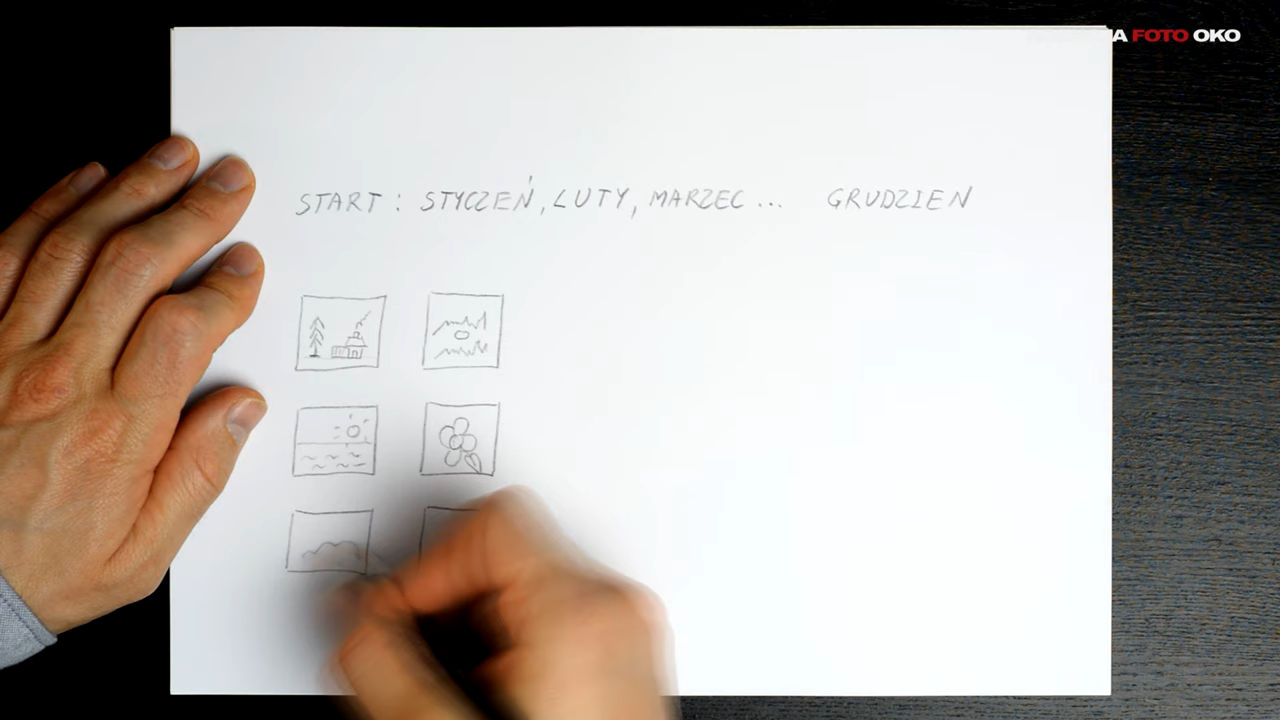 A FOTO OKO
START : STYCZEŃ, LUTY, MARZEC ... GRUDZIEN